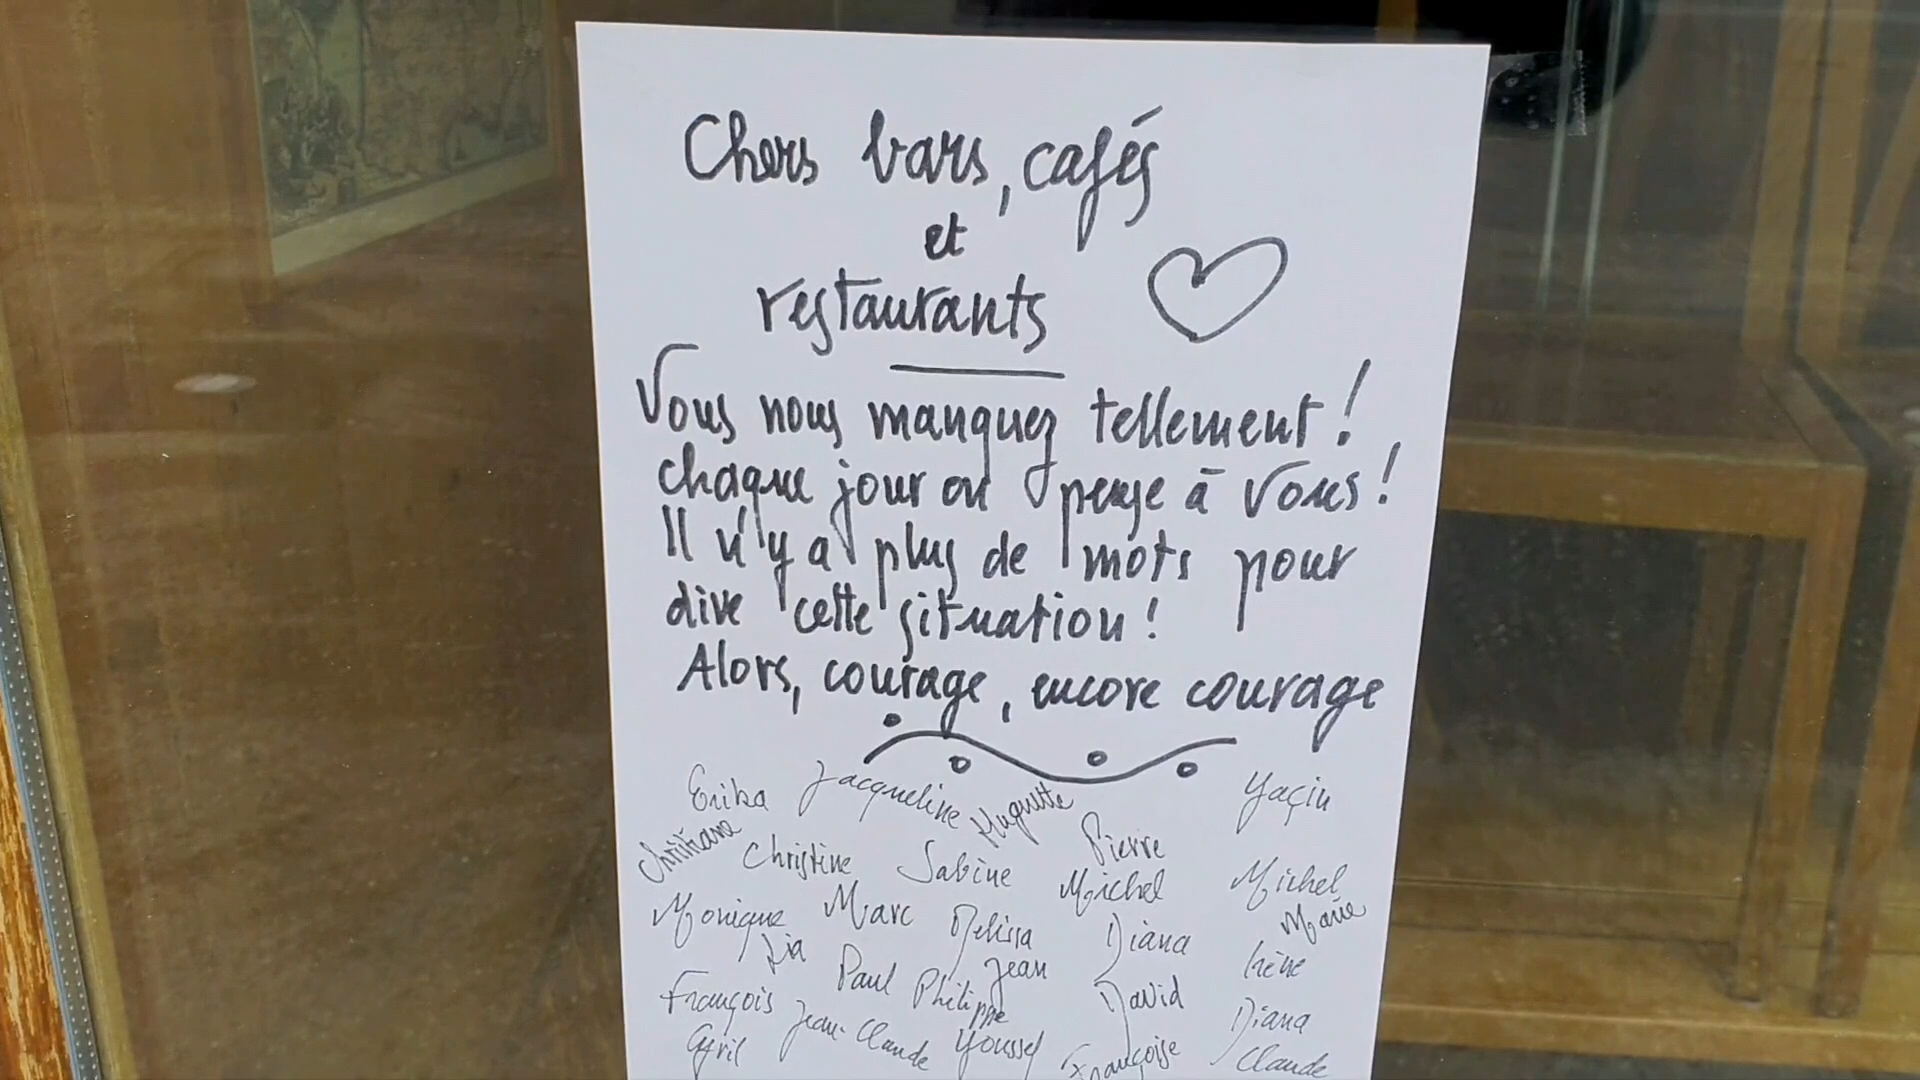 Chers bars, cafés
et
restaurants
Vous nous manquez tellement!
chaque jour on pense à vous!
Il n'y a plus de mots pour
dire cette situation!
Alors, courage, encore courage
Erika Jacqueline Huguette Yaçin
Christiane Christine Sabine Pierre
Michel Michel
Monique Marc Melissa Diana Marie
Lia Paul Philippe Jean David Irène
François Jean-Claude Youssef Diana
Cyril Françoise Claude